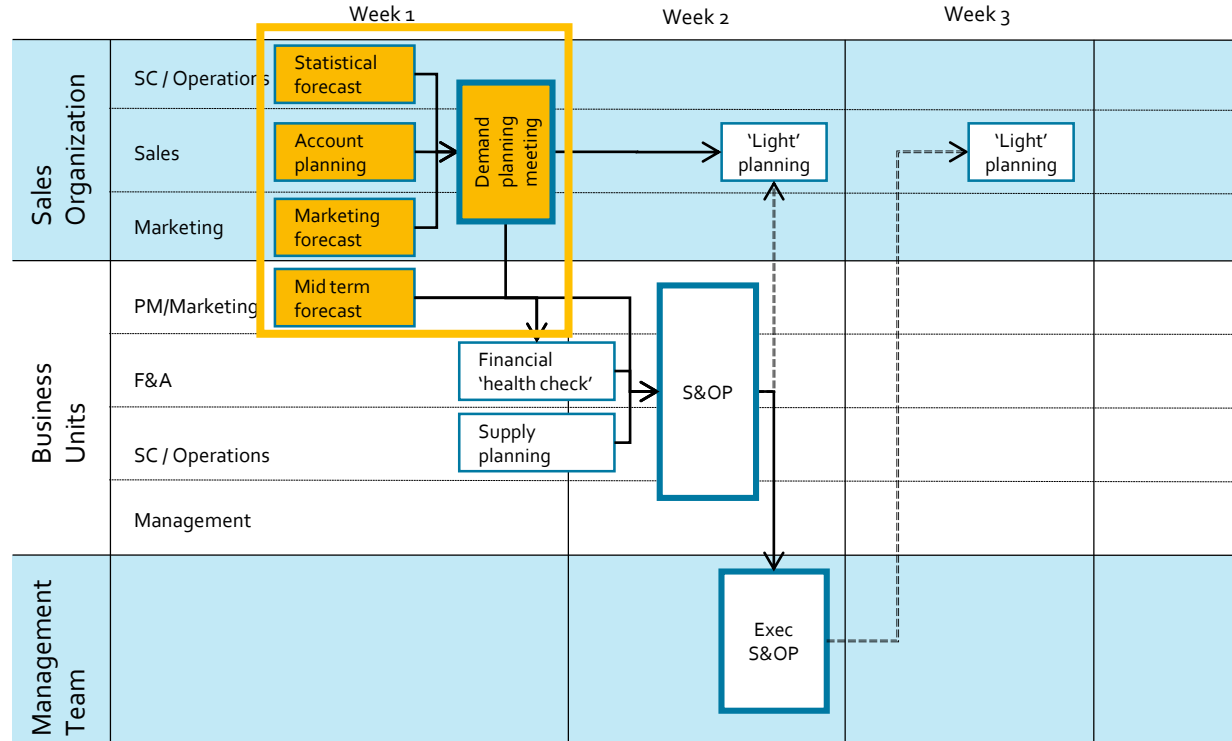 Week 1
Week 2
Week 3
Sales
Organization
SC / Operations
Statistical
forecast
Demand
planning
meeting
Sales
Account
planning
'Light'
planning
'Light'
planning
Marketing
Marketing
forecast
Business
Units
PM/Marketing
Mid term
forecast
F&A
Financial
'health check'
S&OP
SC / Operations
Supply
planning
Management
Management
Team
Exec
S&OP